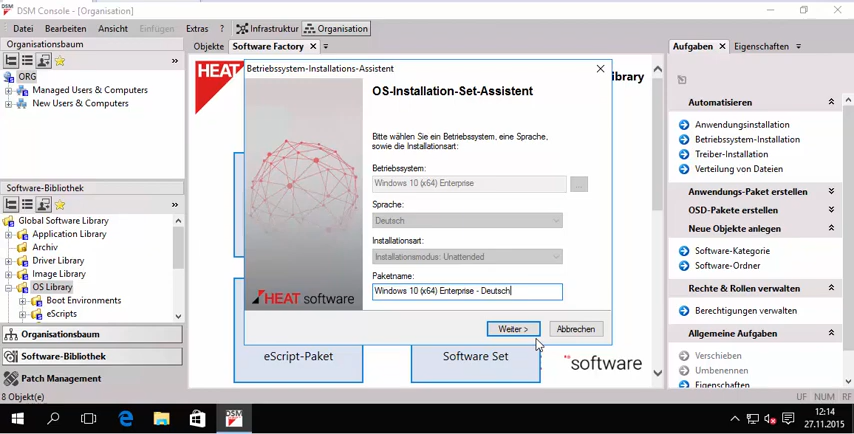 DSM Console - [Organisation]
Datei Bearbeiten Ansicht Einfügen Extras ? Infrastruktur Organisation
Organisationsbaum
ORG
Managed Users & Computers
New Users & Computers
Software-Bibliothek
Global Software Library
Application Library
Archiv
Driver Library
Image Library
OS Library
Boot Environments
eScripts
Organisationsbaum
Software-Bibliothek
Patch Management
8 Objekt(e)
Objekte Software Factory
HEAT
Library
eScript-Paket
Software Set
software
Betriebssystem-Installations-Assistent
OS-Installation-Set-Assistent
Bitte wählen Sie ein Betriebssystem, eine Sprache,
sowie die Installationsart:
Betriebssystem:
Windows 10 (x64) Enterprise
...
Sprache:
Deutsch
Installationsart:
Installationsmodus: Unattended
Paketname:
Windows 10 (x64) Enterprise - Deutsch
HEAT software
Weiter >
Abbrechen
Aufgaben Eigenschaften
Automatisieren
Anwendungsinstallation
Betriebssystem-Installation
Treiber-Installation
Verteilung von Dateien
Anwendungs-Paket erstellen
OSD-Pakete erstellen
Neue Objekte anlegen
Software-Kategorie
Software-Ordner
Rechte & Rollen verwalten
Berechtigungen verwalten
Allgemeine Aufgaben
Verschieben
Umbenennen
Eigenschaften
UF NUM RF
DSM
12:14
27.11.2015